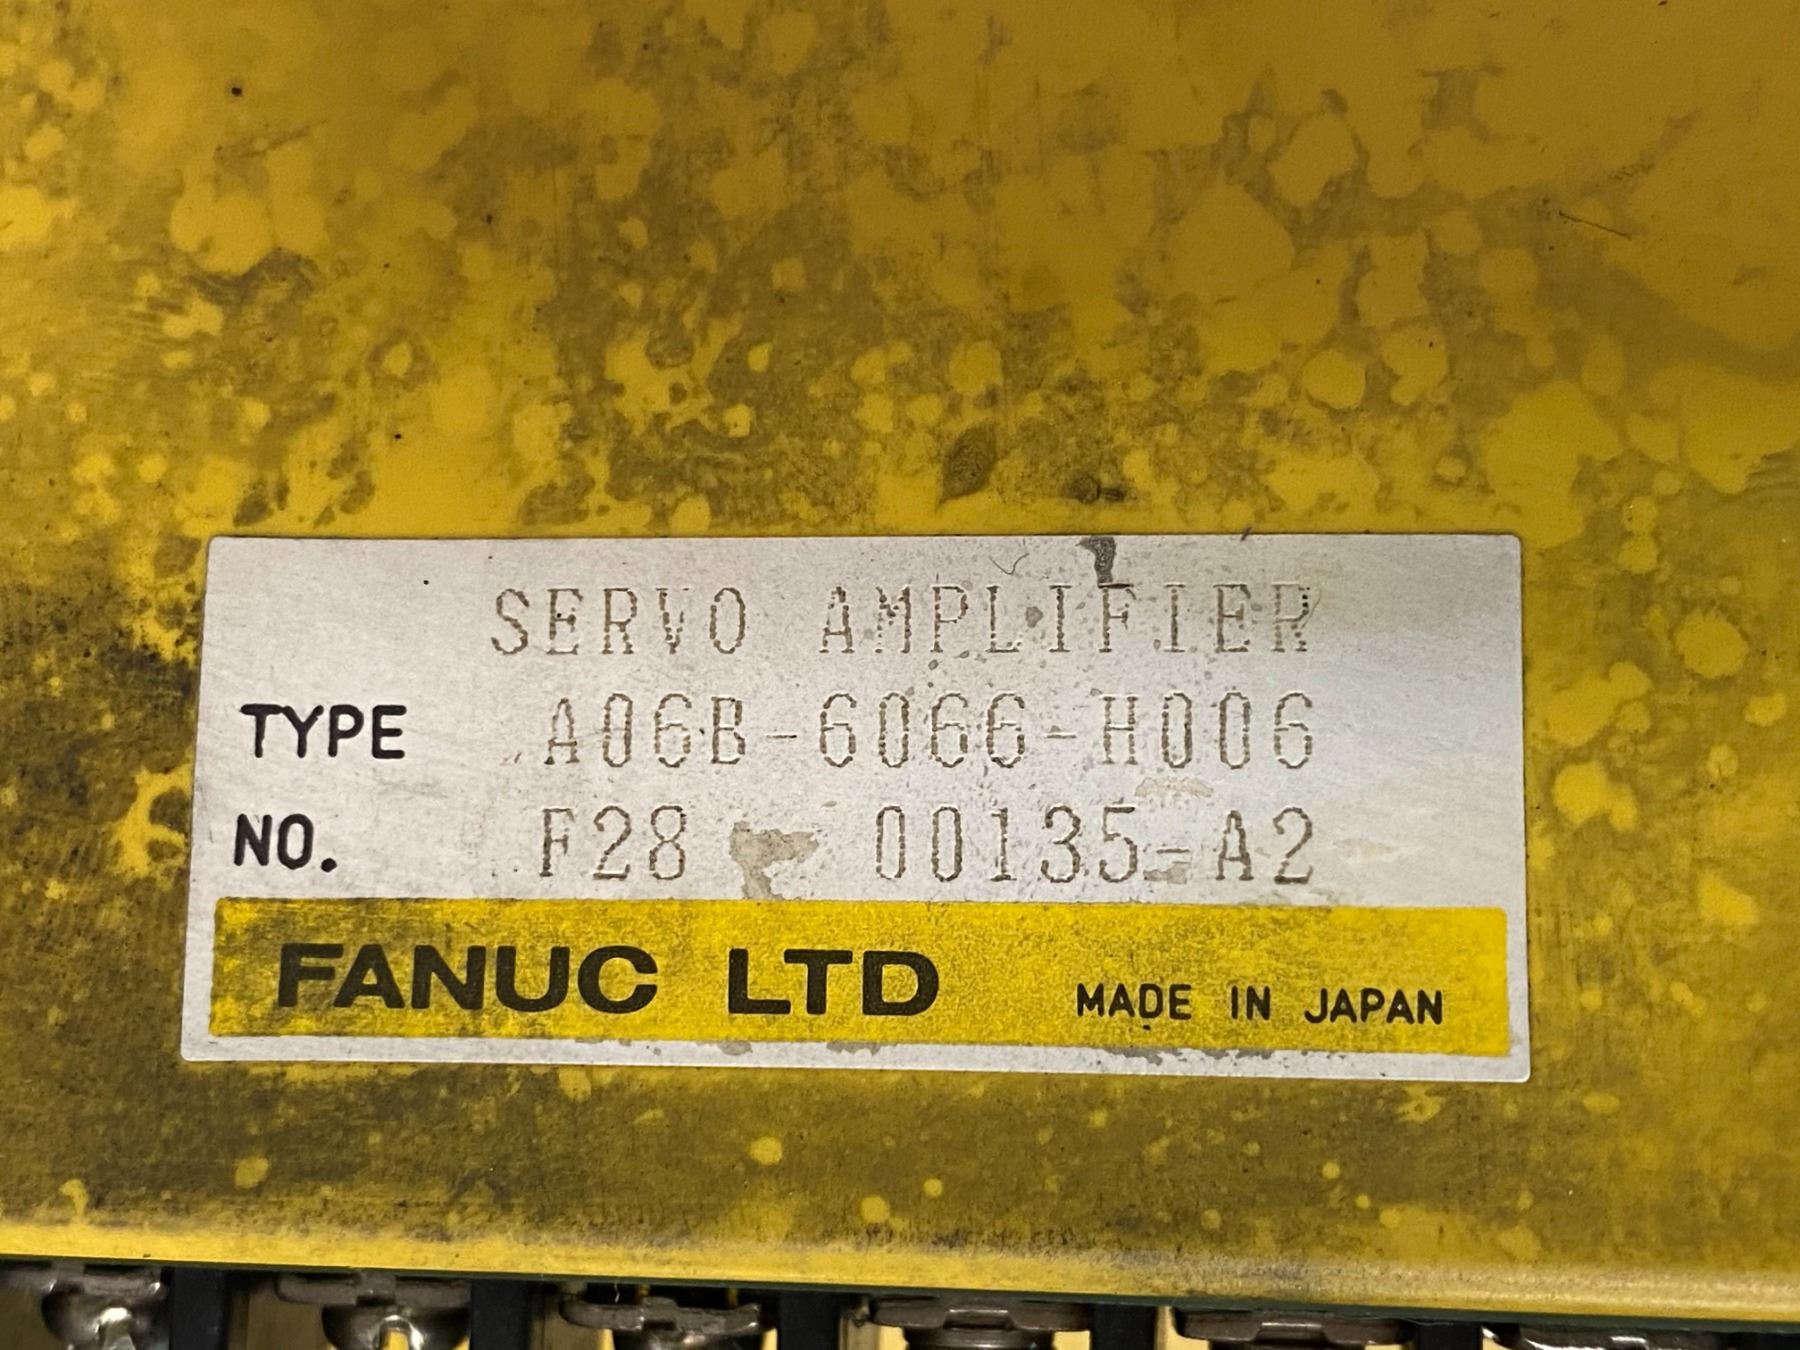 SERVO AMPLIFIER
TYPE A06B-6066-H006
NO. F28 00135-A2
FANUC LTD MADE IN JAPAN